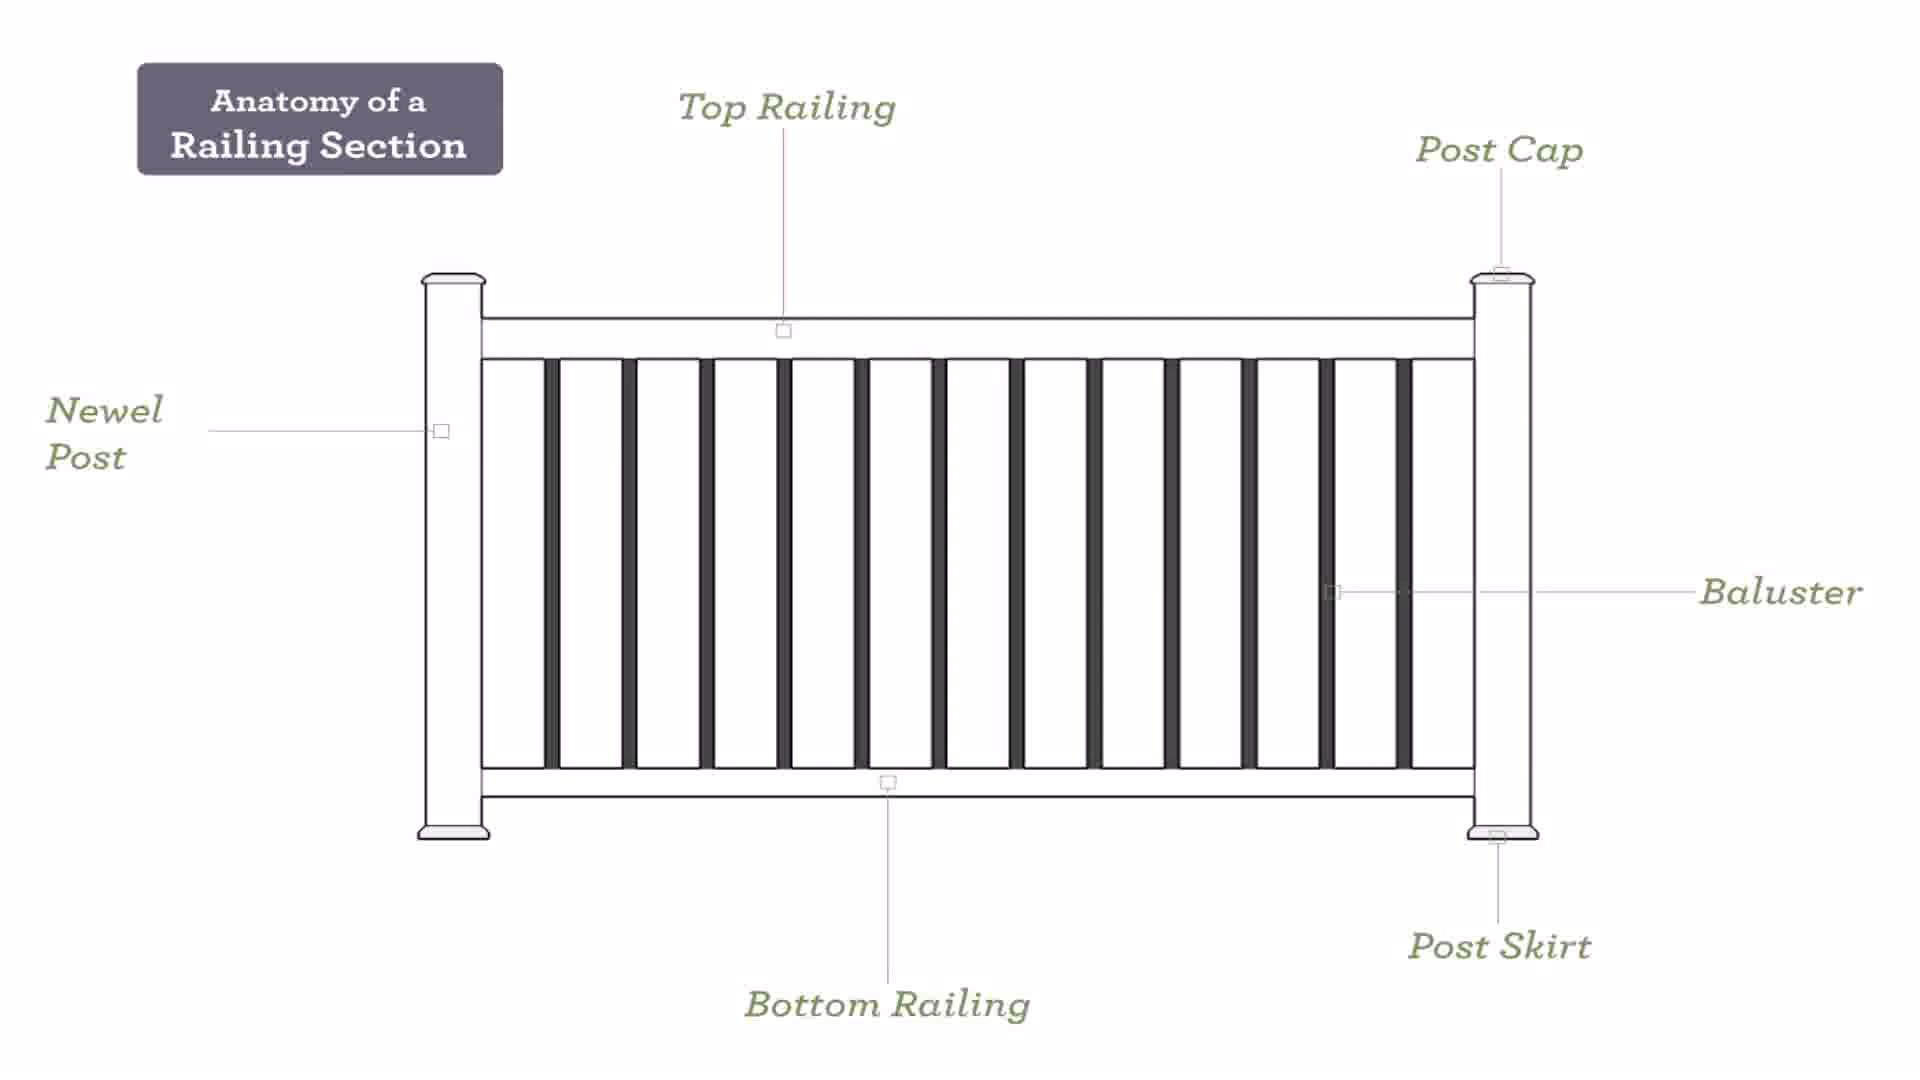 Anatomy of a
Railing Section
Top Railing
Post Cap
Newel
Post
Baluster
Post Skirt
Bottom Railing